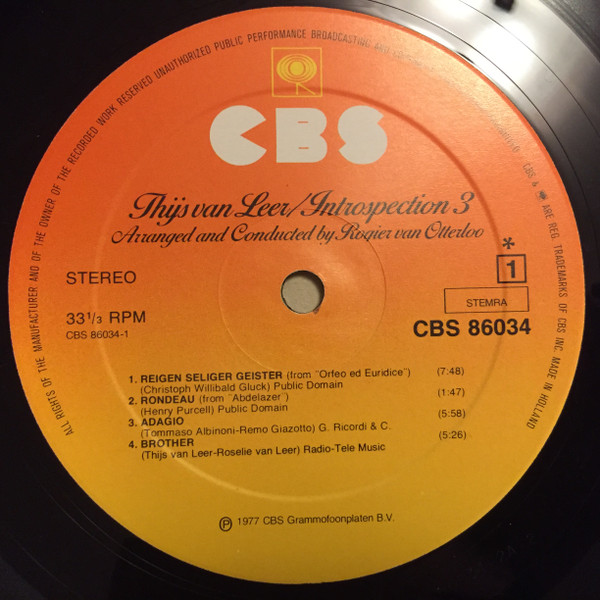 ALL RIGHTS OF THE MANUFACTURER AND OF THE OWNER OF THE RECORDED WORK RESERVED UNAUTHORIZED PUBLIC PERFORMANCE BROADCASTING AND
CBS & ARE REG. TRADEMARKS OF CBS INC. MADE IN HOLLAND
CBS
Thijs van Leer/Introspection 3
Arranged and Conducted by Rogier van Otterloo
*
STEREO
1
STEMRA
33 1/3 RPM
CBS 86034
CBS 86034-1
1. REIGEN SELIGER GEISTER (from "Orfeo ed Euridice") (7:48)
(Christoph Willibald Gluck) Public Domain
2. RONDEAU (from "Abdelazer") (1:47)
(Henry Purcell) Public Domain
3. ADAGIO (5:58)
(Tommaso Albinoni-Remo Giazotto) G. Ricordi & C.
4. BROTHER (5:26)
(Thijs van Leer-Roselie van Leer) Radio-Tele Music
Ⓟ 1977 CBS Grammofoonplaten B.V.